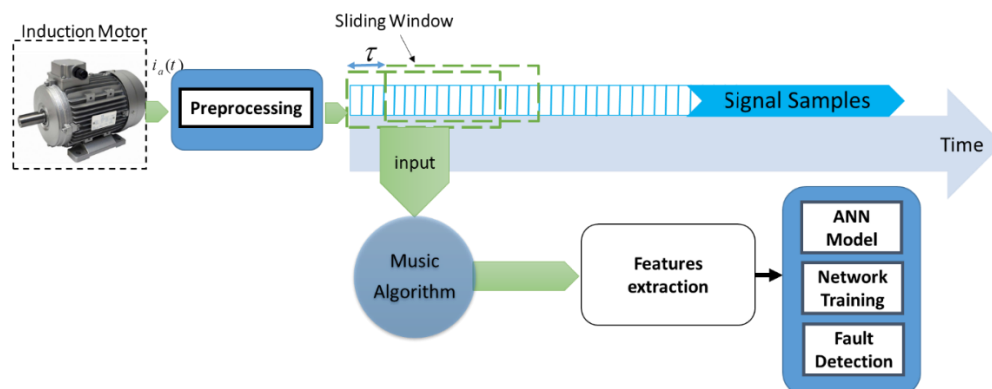 Sliding Window
Induction Motor
i_a(t)
τ
Preprocessing
Signal Samples
Time
input
Music
Algorithm
Features
extraction
ANN
Model
Network
Training
Fault
Detection